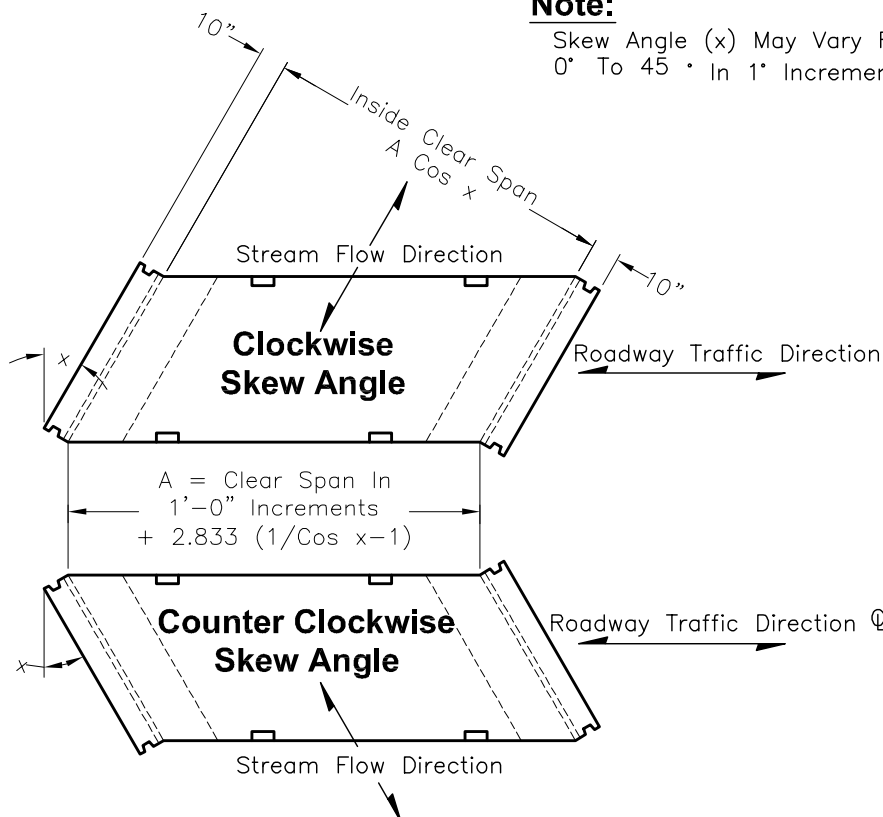 Note:
Skew Angle (x) May Vary F
0° To 45 ° In 1° Incremen
10"
Inside Clear Span
A Cos x
Stream Flow Direction
10"
Clockwise
Skew Angle
x
Roadway Traffic Direction
A = Clear Span In
1'-0" Increments
+ 2.833 (1/Cos x-1)
Counter Clockwise
Skew Angle
Roadway Traffic Direction ℄
x
Stream Flow Direction